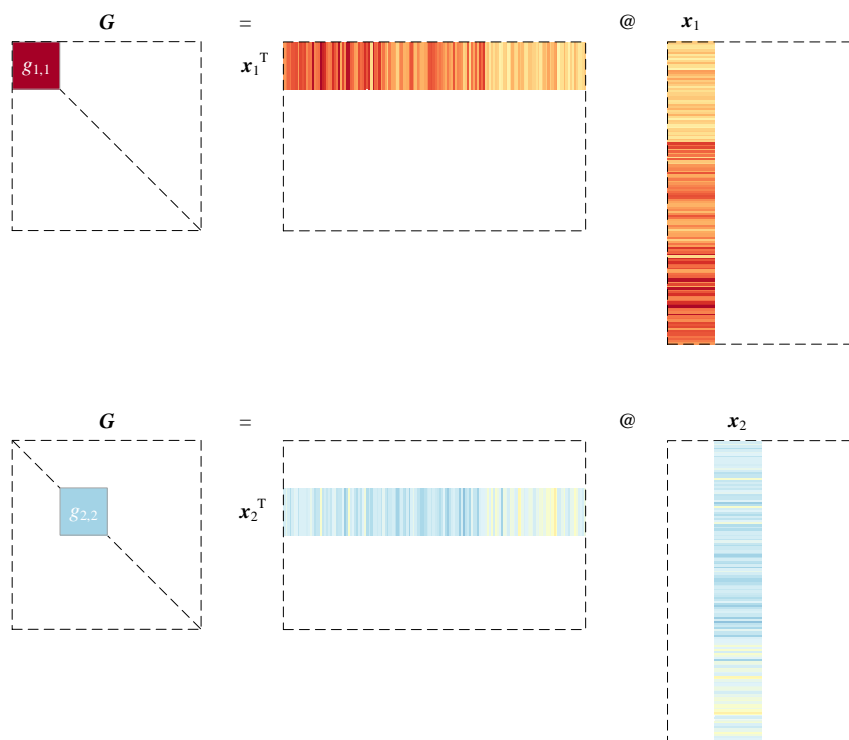 G = @ x₁
g₁,₁ x₁ᵀ
G = @ x₂
g₂,₂
x₂ᵀ